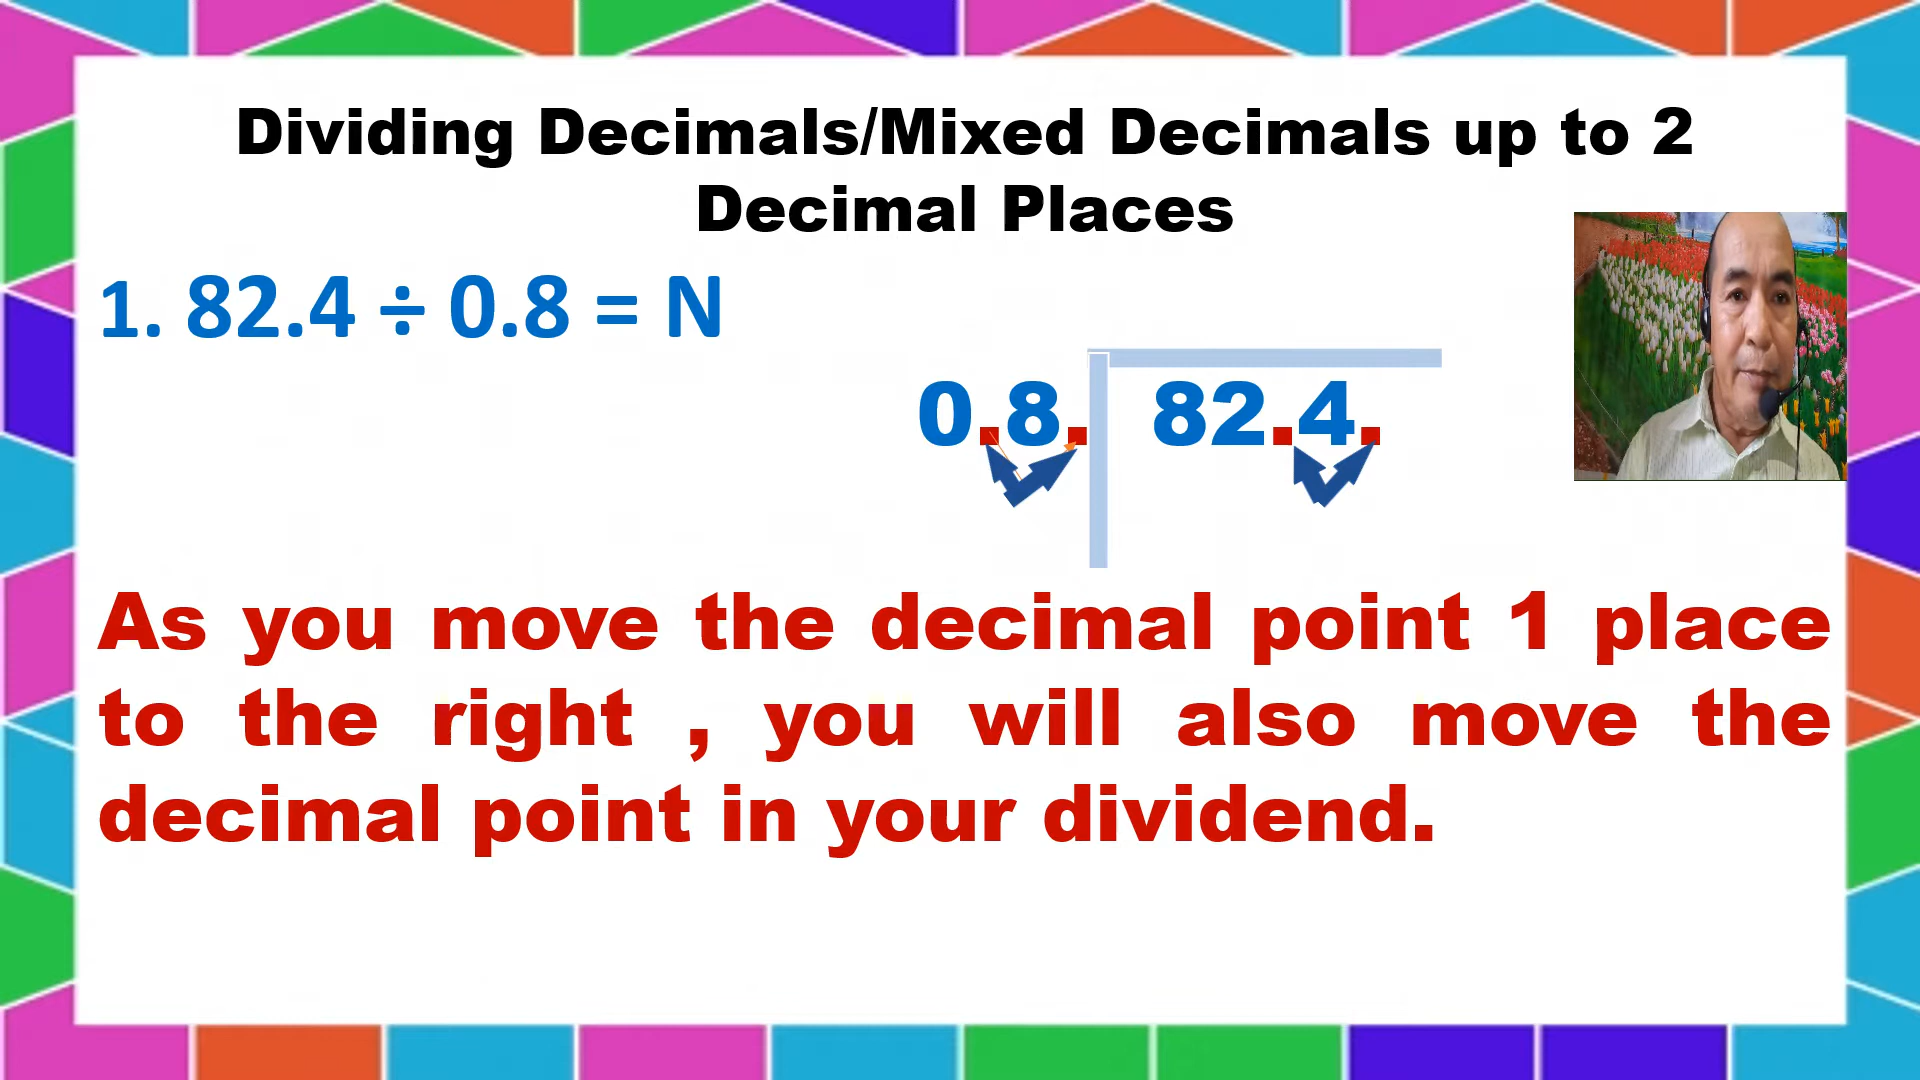 Dividing Decimals/Mixed Decimals up to 2
Decimal Places
1. 82.4 ÷ 0.8 = N
0.8. 82.4.
As you move the decimal point 1 place
to the right , you will also move the
decimal point in your dividend.